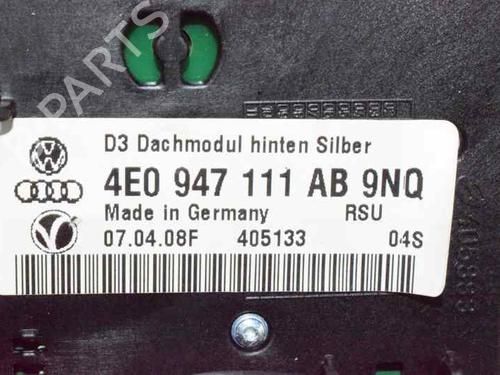 B-PARTS
D3 Dachmodul hinten Silber
4E0 947 111 AB 9NQ
Made in Germany RSU
07.04.08F 405133 04S